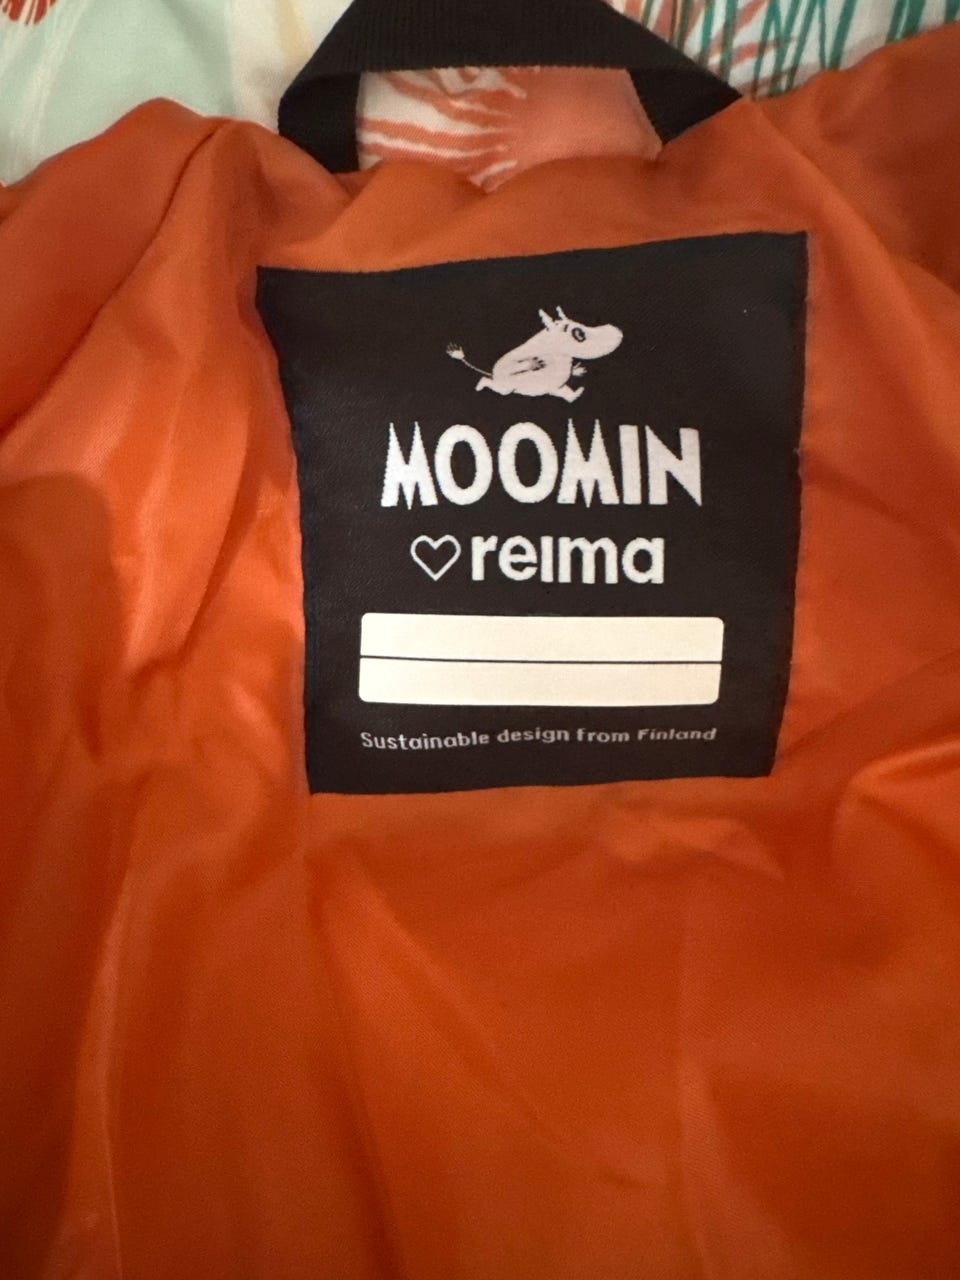 MOOMIN
♡ reima
Sustainable design from Finland